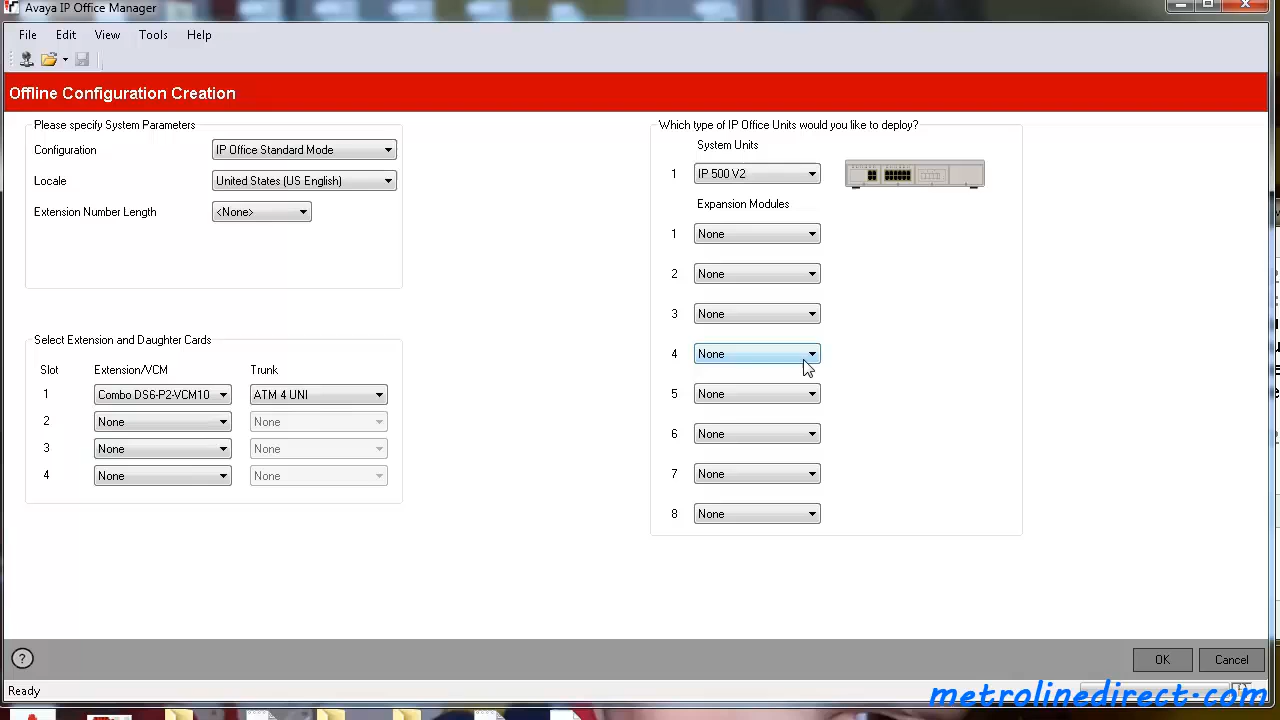 Avaya IP Office Manager
File Edit View Tools Help
Offline Configuration Creation
Please specify System Parameters
Configuration IP Office Standard Mode
Locale United States (US English)
Extension Number Length <None>
Select Extension and Daughter Cards
Slot Extension/VCM Trunk
1 Combo DS6-P2-VCM10 ATM 4 UNI
2 None None
3 None None
4 None None
Which type of IP Office Units would you like to deploy?
System Units
1 IP 500 V2
Expansion Modules
1 None
2 None
3 None
4 None
5 None
6 None
7 None
8 None
? OK Cancel
Ready
metrolinedirect.com